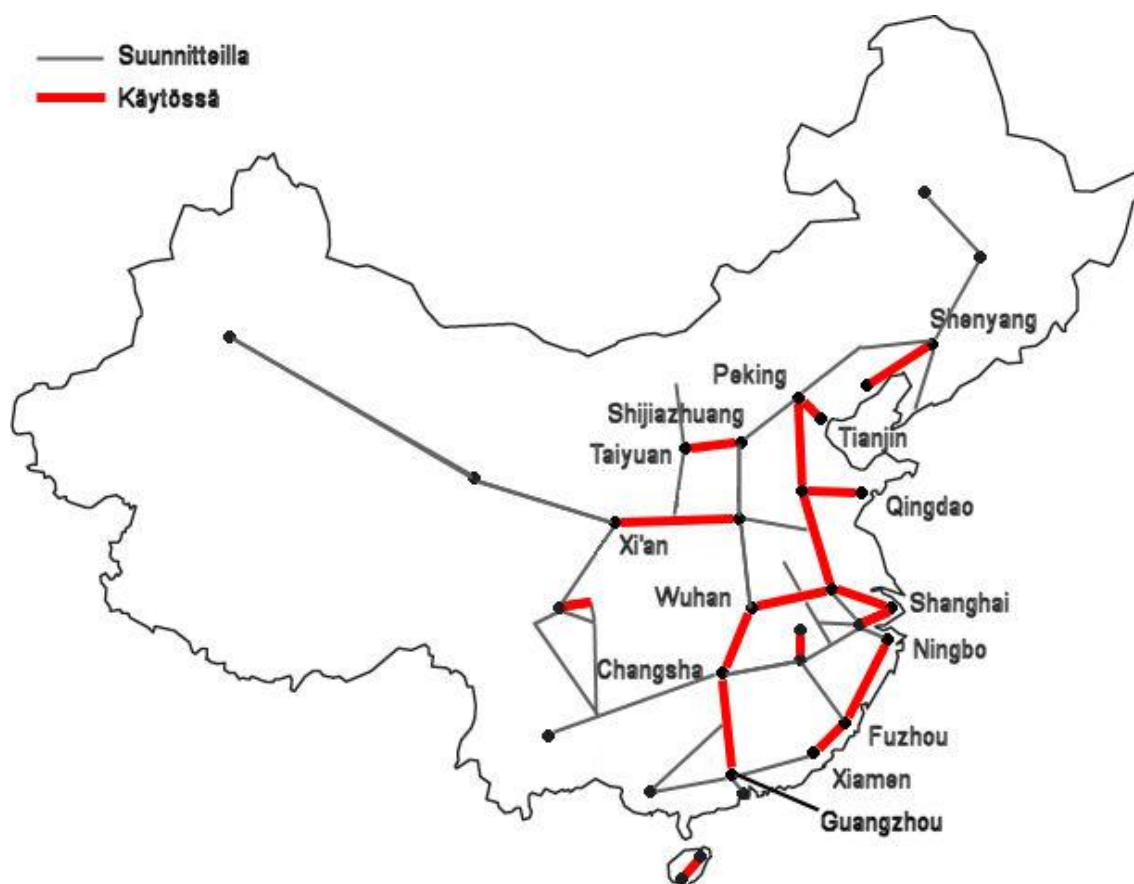 Suunnitteilla
Käytössä
Shenyang
Peking
Shijiazhuang
Tianjin
Taiyuan
Qingdao
Xi'an
Wuhan
Shanghai
Ningbo
Changsha
Fuzhou
Xiamen
Guangzhou